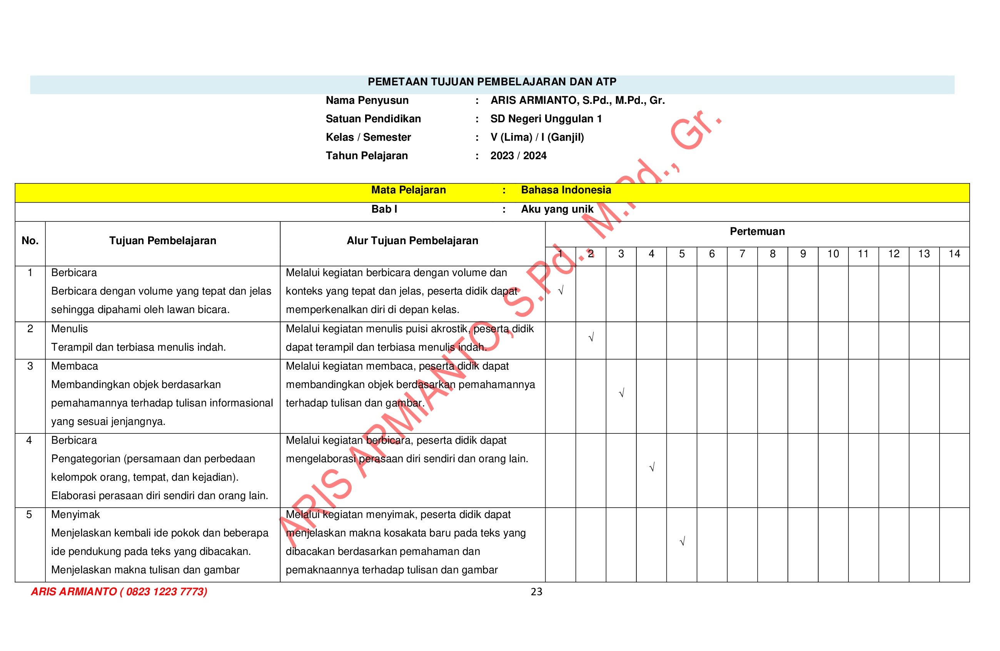 PEMETAAN TUJUAN PEMBELAJARAN DAN ATP
Nama Penyusun : ARIS ARMIANTO, S.Pd., M.Pd., Gr.
Satuan Pendidikan : SD Negeri Unggulan 1
Kelas / Semester : V (Lima) / I (Ganjil)
Tahun Pelajaran : 2023 / 2024
Mata Pelajaran : Bahasa Indonesia
Bab I : Aku yang unik
No. Tujuan Pembelajaran Alur Tujuan Pembelajaran Pertemuan
1 2 3 4 5 6 7 8 9 10 11 12 13 14
1 Berbicara
Berbicara dengan volume yang tepat dan jelas
sehingga dipahami oleh lawan bicara.
Melalui kegiatan berbicara dengan volume dan
konteks yang tepat dan jelas, peserta didik dapat
memperkenalkan diri di depan kelas.
√
2 Menulis
Terampil dan terbiasa menulis indah.
Melalui kegiatan menulis puisi akrostik, peserta didik
dapat terampil dan terbiasa menulis indah.
√
3 Membaca
Membandingkan objek berdasarkan
pemahamannya terhadap tulisan informasional
yang sesuai jenjangnya.
Melalui kegiatan membaca, peserta didik dapat
membandingkan objek berdasarkan pemahamannya
terhadap tulisan dan gambar.
√
4 Berbicara
Pengategorian (persamaan dan perbedaan
kelompok orang, tempat, dan kejadian).
Elaborasi perasaan diri sendiri dan orang lain.
Melalui kegiatan berbicara, peserta didik dapat
mengelaborasi perasaan diri sendiri dan orang lain.
√
5 Menyimak
Menjelaskan kembali ide pokok dan beberapa
ide pendukung pada teks yang dibacakan.
Menjelaskan makna tulisan dan gambar
Melalui kegiatan menyimak, peserta didik dapat
menjelaskan makna kosakata baru pada teks yang
dibacakan berdasarkan pemahaman dan
pemaknaannya terhadap tulisan dan gambar
√
ARIS ARMIANTO, S.Pd., M.Pd., Gr.
ARIS ARMIANTO ( 0823 1223 7773) 23